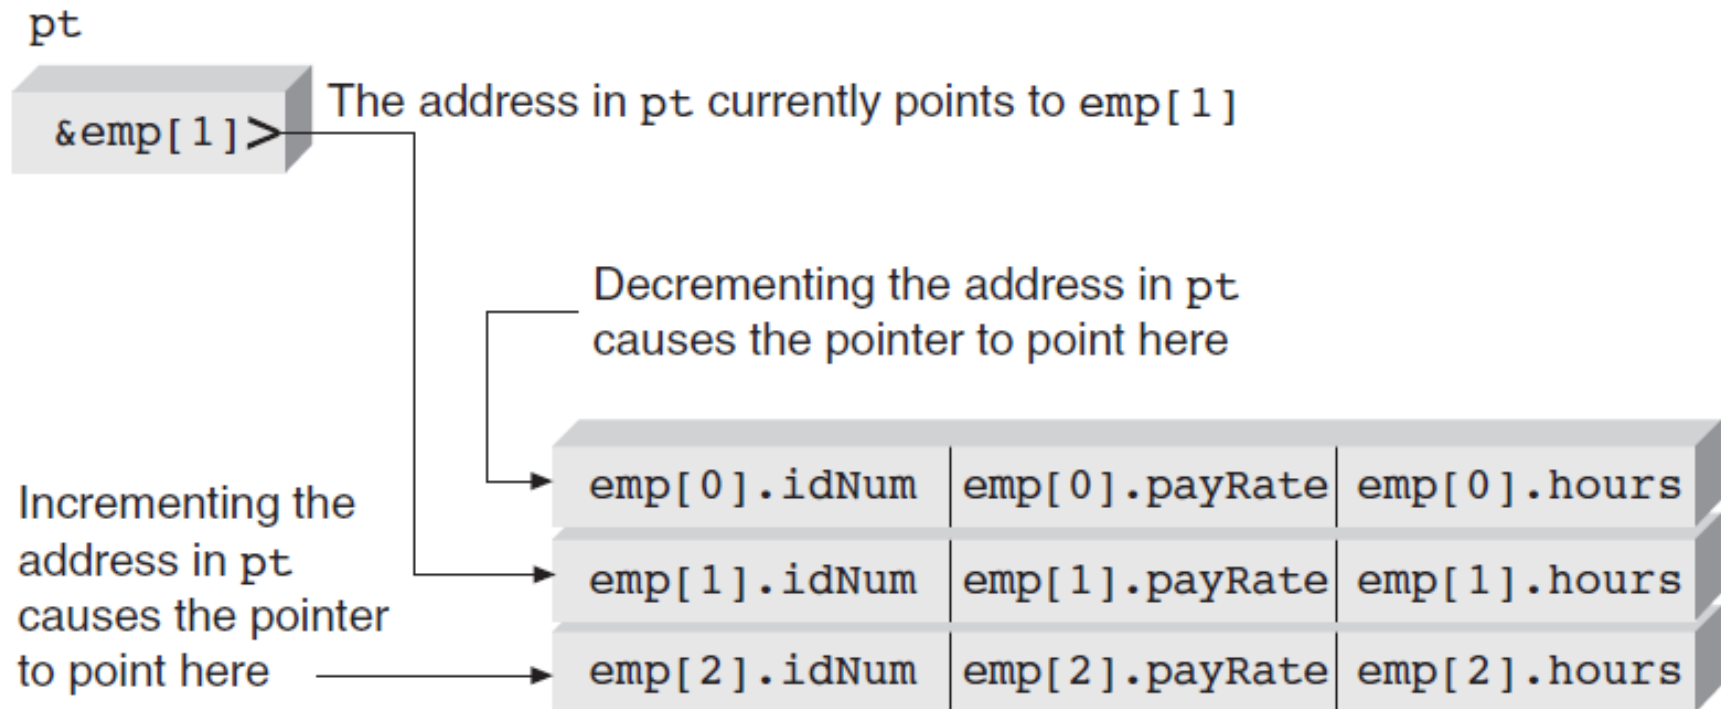 pt
&emp[1]>
The address in pt currently points to emp[1]
Decrementing the address in pt
causes the pointer to point here
Incrementing the
address in pt
causes the pointer
to point here
emp[0].idNum emp[0].payRate emp[0].hours
emp[1].idNum emp[1].payRate emp[1].hours
emp[2].idNum emp[2].payRate emp[2].hours